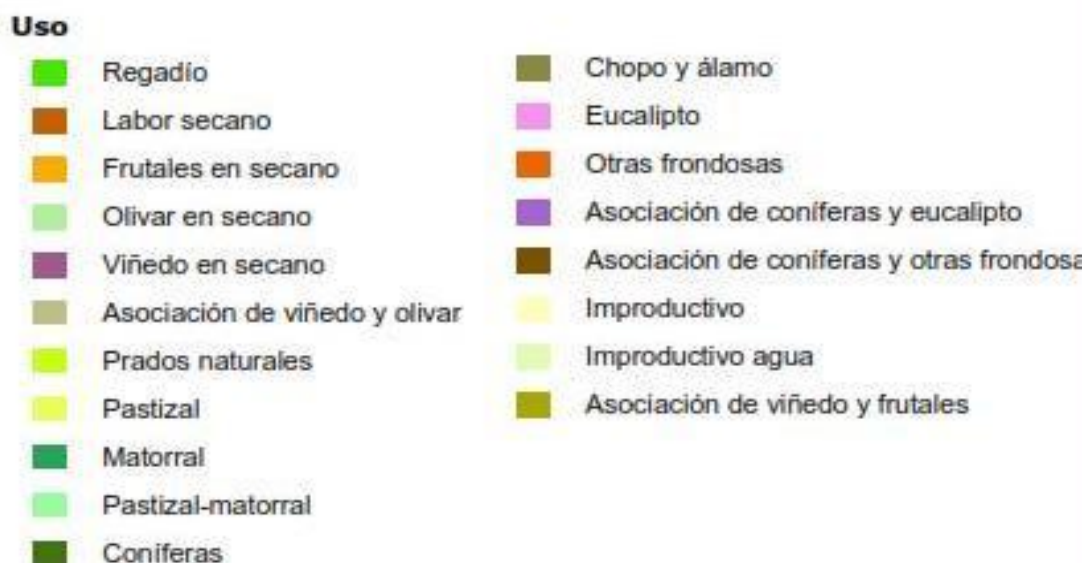 Uso
Regadío
Labor secano
Frutales en secano
Olivar en secano
Viñedo en secano
Asociación de viñedo y olivar
Prados naturales
Pastizal
Matorral
Pastizal-matorral
Coníferas
Chopo y álamo
Eucalipto
Otras frondosas
Asociación de coníferas y eucalipto
Asociación de coníferas y otras frondosa
Improductivo
Improductivo agua
Asociación de viñedo y frutales